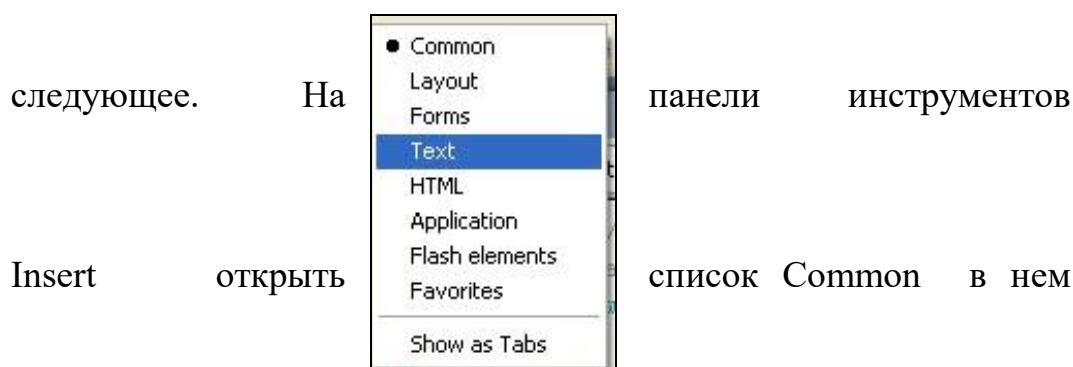 Common
Layout
следующее. На панели инструментов
Forms
Text
HTML
Application
Flash elements
Insert открыть список Common в нем
Favorites
Show as Tabs